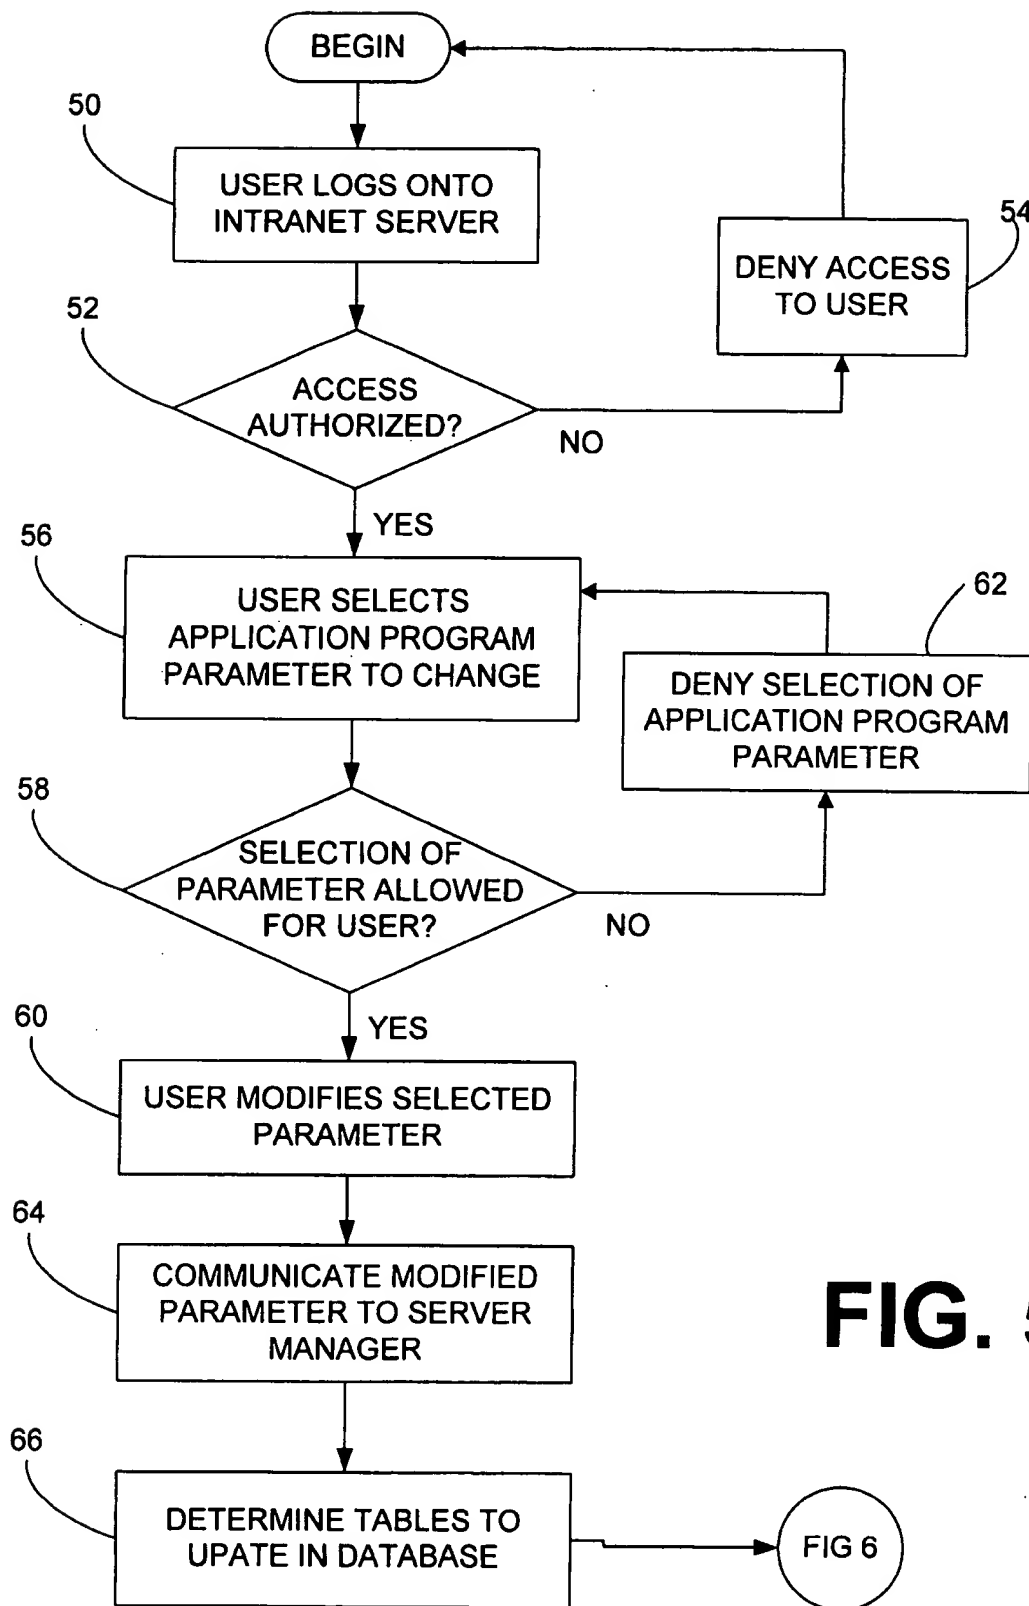 BEGIN
50
USER LOGS ONTO
INTRANET SERVER
54
DENY ACCESS
TO USER
52
ACCESS
AUTHORIZED?
NO
YES
56
USER SELECTS
APPLICATION PROGRAM
PARAMETER TO CHANGE
62
DENY SELECTION OF
APPLICATION PROGRAM
PARAMETER
58
SELECTION OF
PARAMETER ALLOWED
FOR USER?
NO
YES
60
USER MODIFIES SELECTED
PARAMETER
64
COMMUNICATE MODIFIED
PARAMETER TO SERVER
MANAGER
FIG. 5
66
DETERMINE TABLES TO
UPATE IN DATABASE
FIG 6